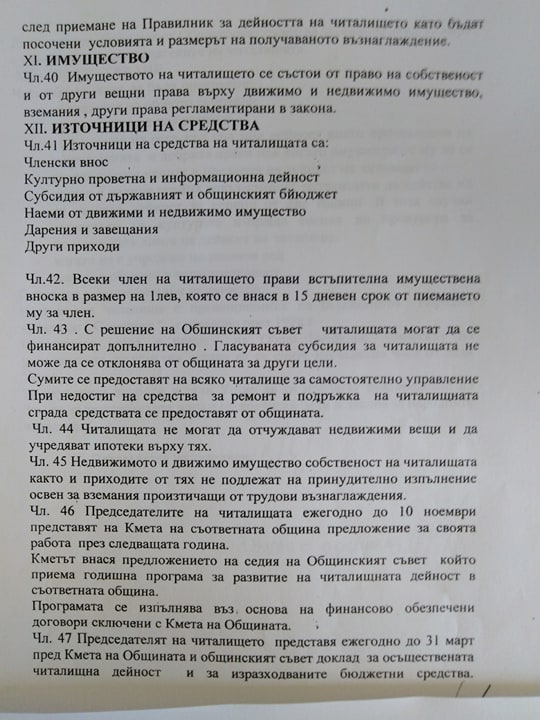 след приемане на Правилник за дейността на читалището като бъдат
посочени условията и размерът на получаваното възнаграждение.
XI. ИМУЩЕСТВО
Чл.40 Имуществото на читалището се състои от право на собственост
и от други вещни права върху движимо и недвижимо имущество,
вземания , други права регламентирани в закона.
XII. ИЗТОЧНИЦИ НА СРЕДСТВА
Чл.41 Източници на средства на читалищата са:
Членски внос
Културно проветна и информационна дейност
Субсидия от държавният и общинският бйюджет
Наеми от движими и недвижимо имущество
Дарения и завещания
Други приходи
Чл.42. Всеки член на читалището прави встъпителна имуществена
вноска в размер на 1лев, която се внася в 15 дневен срок от пиемането
му за член.
Чл. 43 . С решение на Обшинският съвет читалищата могат да се
финансират допълнително . Гласуваната субсидия за читалищата не
може да се отклонява от общината за други цели.
Сумите се предоставят на всяко читалище за самостоятелно управление
При недостиг на средства за ремонт и подръжка на читалищната
сграда средствата се предоставят от общината.
Чл. 44 Читалищата не могат да отчуждават недвижими вещи и да
учредяват ипотеки върху тях.
Чл. 45 Недвижимото и движимо имущество собственост на читалищата
както и приходите от тях не подлежат на принудително изпълнение
освен за вземания произтичащи от трудови възнаграждения.
Чл. 46 Председателите на читалищата ежегодно до 10 ноември
представят на Кмета на съответната община предложение за своята
работа през следващата година.
Кметът внася предложението на седия на Общинският съвет който
приема годишна програма за развитие на читалищната дейност в
съответната община.
Програмата се изпълнява въз основа на финансово обезпечени
договори сключени с Кмета на Общината.
Чл. 47 Председателят на читалището представя ежегодно до 31 март
пред Кмета на Общината и общинският съвет доклад за осъществената
читалищна дейност и за изразходваните бюджетни средства.